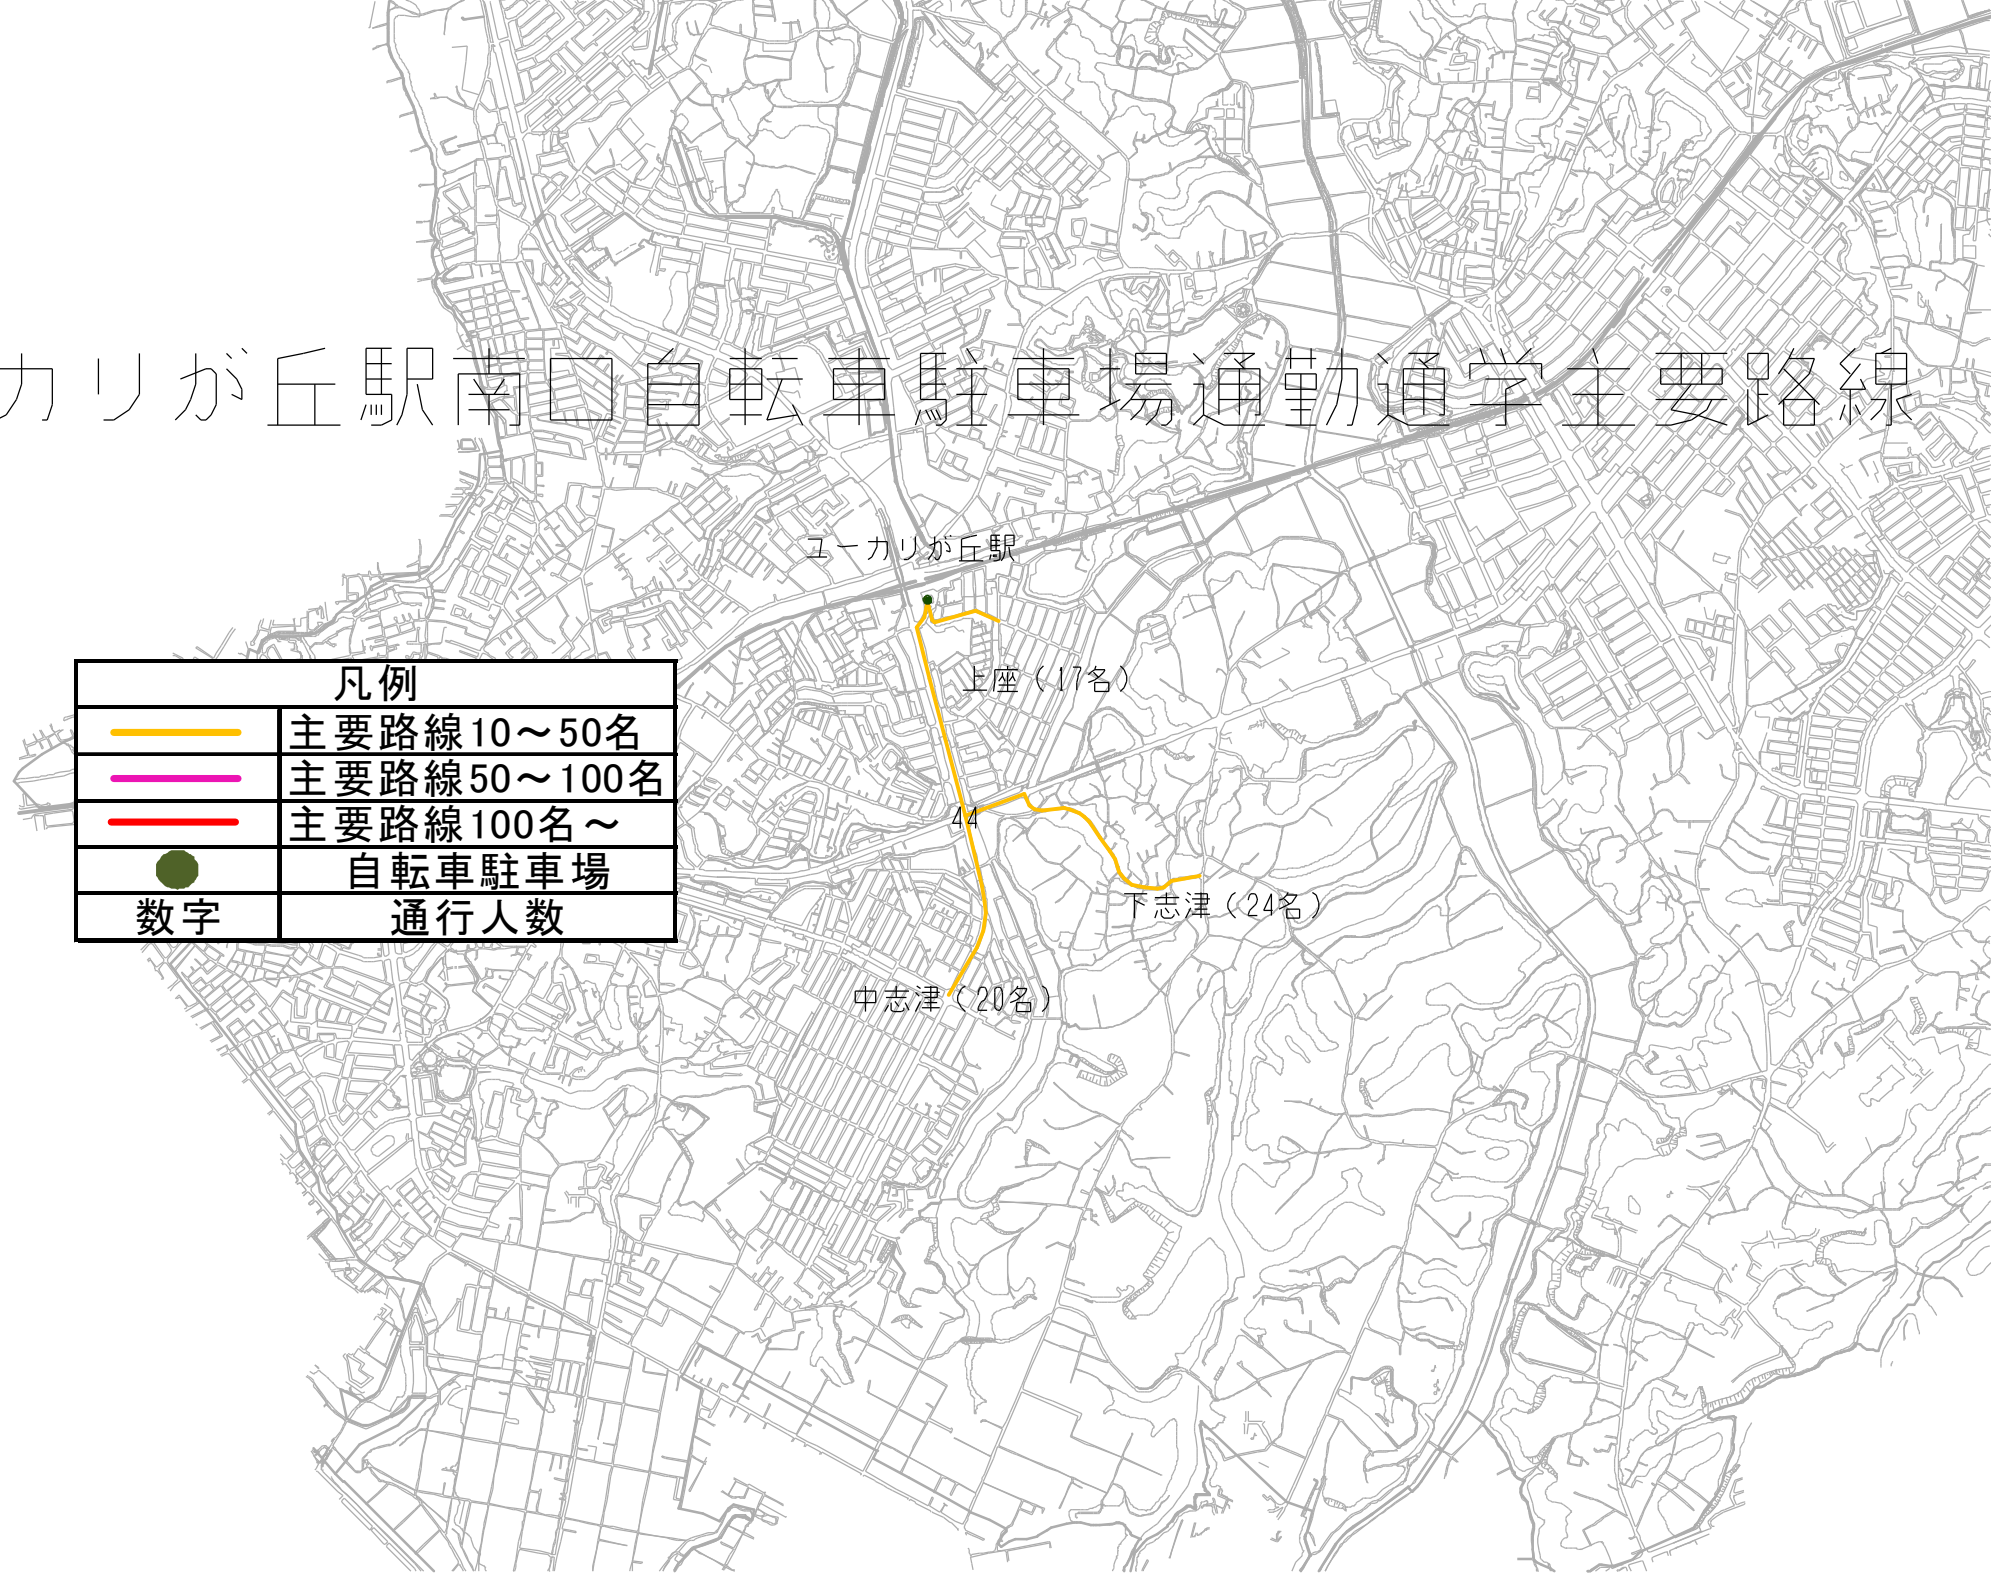 カリが丘駅南口自転車駐車場通勤通学主要路線
ユーカリが丘駅
上座（17名）
凡例
主要路線10～50名
主要路線50～100名
主要路線100名～
自転車駐車場
数字 通行人数
44
下志津（24名）
中志津（20名）